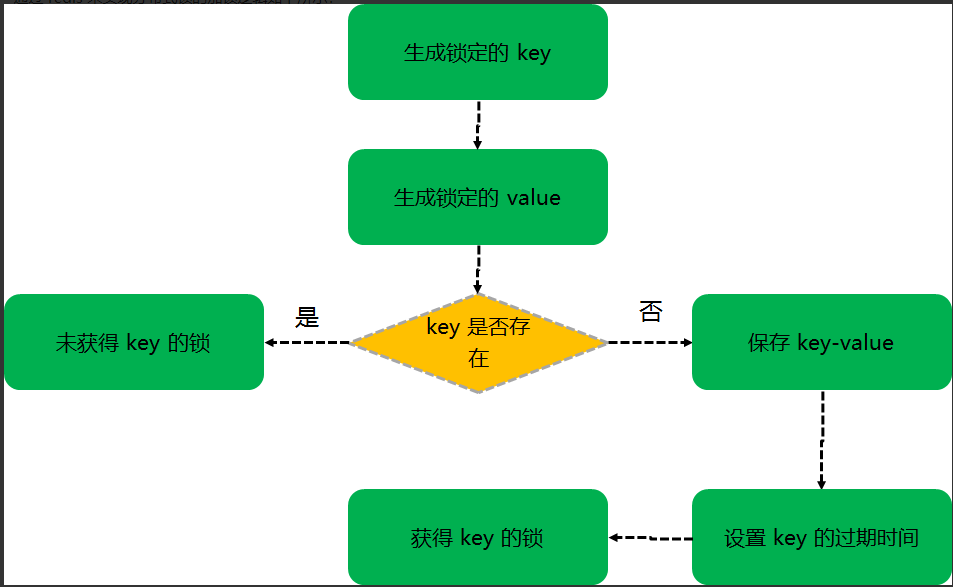 生成锁定的 key
生成锁定的 value
key 是否存
在
是
否
未获得 key 的锁
保存 key-value
获得 key 的锁
设置 key 的过期时间